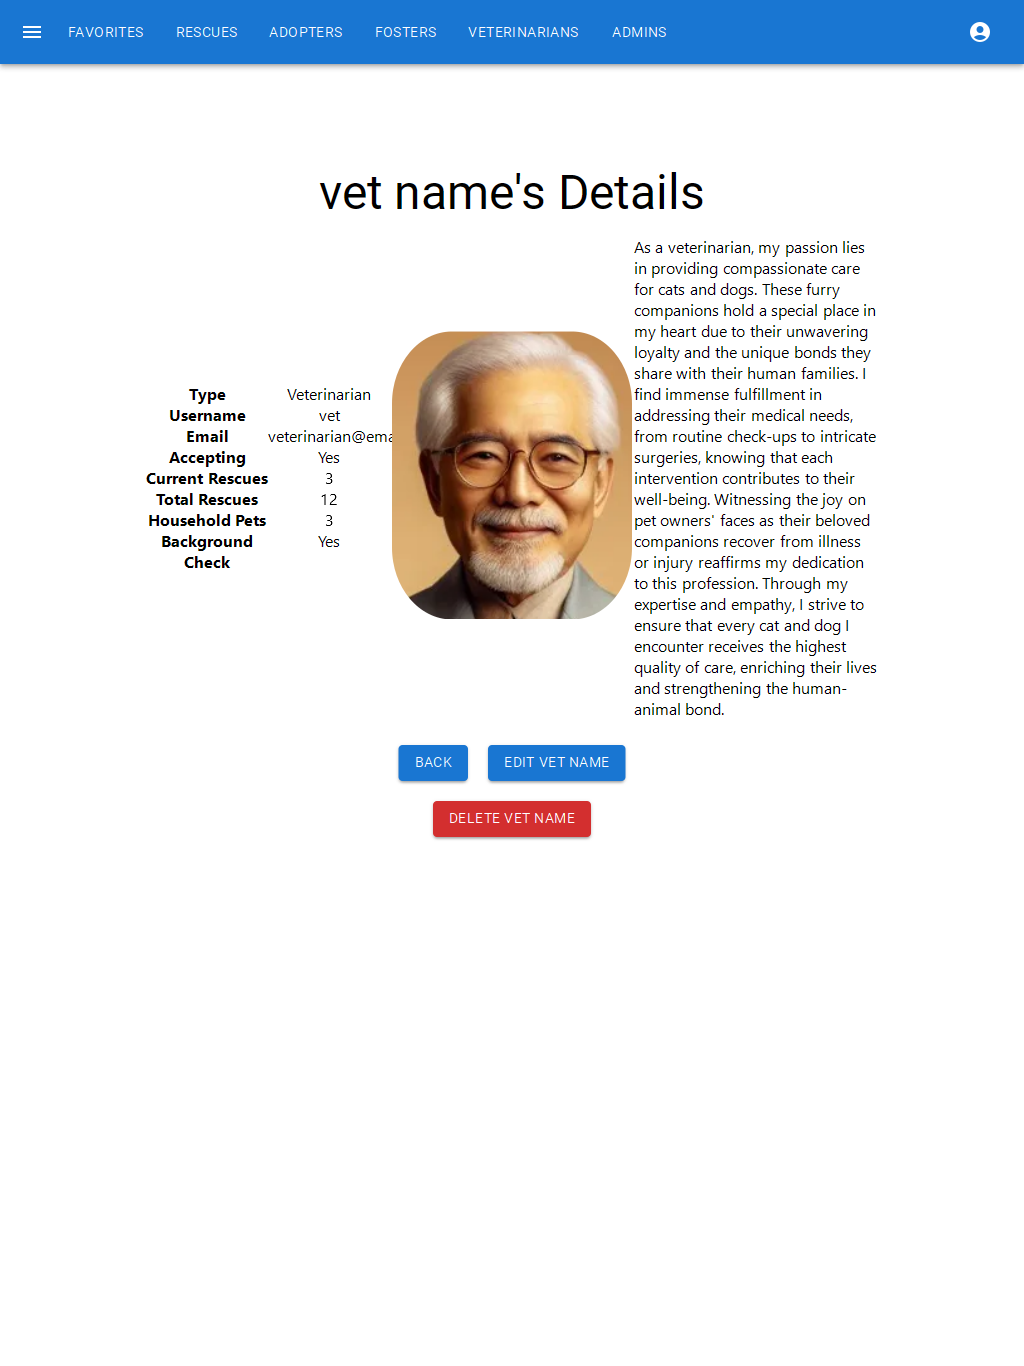 FAVORITES RESCUES ADOPTERS FOSTERS VETERINARIANS ADMINS
vet name's Details
Type Veterinarian
Username vet
Email veterinarian@ema
Accepting Yes
Current Rescues 3
Total Rescues 12
Household Pets 3
Background Yes
Check
As a veterinarian, my passion lies
in providing compassionate care
for cats and dogs. These furry
companions hold a special place in
my heart due to their unwavering
loyalty and the unique bonds they
share with their human families. I
find immense fulfillment in
addressing their medical needs,
from routine check-ups to intricate
surgeries, knowing that each
intervention contributes to their
well-being. Witnessing the joy on
pet owners' faces as their beloved
companions recover from illness
or injury reaffirms my dedication
to this profession. Through my
expertise and empathy, I strive to
ensure that every cat and dog I
encounter receives the highest
quality of care, enriching their lives
and strengthening the human-
animal bond.
BACK EDIT VET NAME
DELETE VET NAME